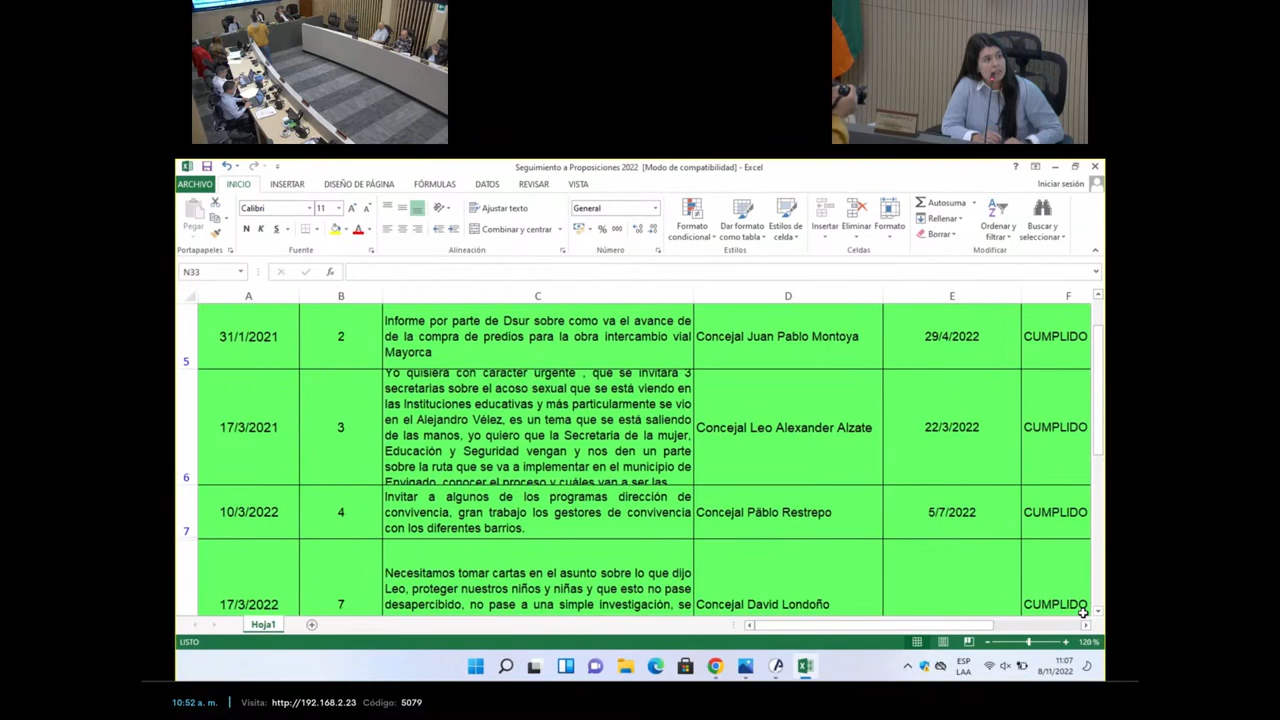 Seguimiento a Proposiciones 2022 [Modo de compatibilidad] - Excel
ARCHIVO INICIO INSERTAR DISEÑO DE PÁGINA FÓRMULAS DATOS REVISAR VISTA Iniciar sesión
Calibri 11 Ajustar texto General Autosuma
Pegar Formato Dar formato Estilos de Insertar Eliminar Formato Rellenar Ordenar y Buscar y
N K S Combinar y centrar % 000 condicional como tabla celda Borrar filtrar seleccionar
Portapapeles Fuente Alineación Número Estilos Celdas Modificar
N33 fx
A B C D E F
5 31/1/2021 2 Informe por parte de Dsur sobre como va el avance de
de la compra de predios para la obra intercambio vial
Mayorca Concejal Juan Pablo Montoya 29/4/2022 CUMPLIDO
6 17/3/2021 3 Yo quisiera con carácter urgente , que se invitara 3
secretarias sobre el acoso sexual que se está viendo en
las Instituciones educativas y más particularmente se vio
en el Alejandro Vélez, es un tema que se está saliendo
de las manos, yo quiero que la Secretaria de la mujer,
Educación y Seguridad vengan y nos den un parte
sobre la ruta que se va a implementar en el municipio de
Envigado, conocer el proceso y cuáles van a ser las
Concejal Leo Alexander Alzate 22/3/2022 CUMPLIDO
7 10/3/2022 4 Invitar a algunos de los programas dirección de
convivencia, gran trabajo los gestores de convivencia
con los diferentes barrios.
Concejal Päblo Restrepo 5/7/2022 CUMPLIDO
17/3/2022 7 Necesitamos tomar cartas en el asunto sobre lo que dijo
Leo, proteger nuestros niños y niñas y que esto no pase
desapercibido, no pase a una simple investigación, se
Concejal David Londoño CUMPLIDO
Hoja1
LISTO 120 %
ESP 11:07
LAA 8/11/2022
10:52 a. m. Visita: http://192.168.2.23 Código: 5079